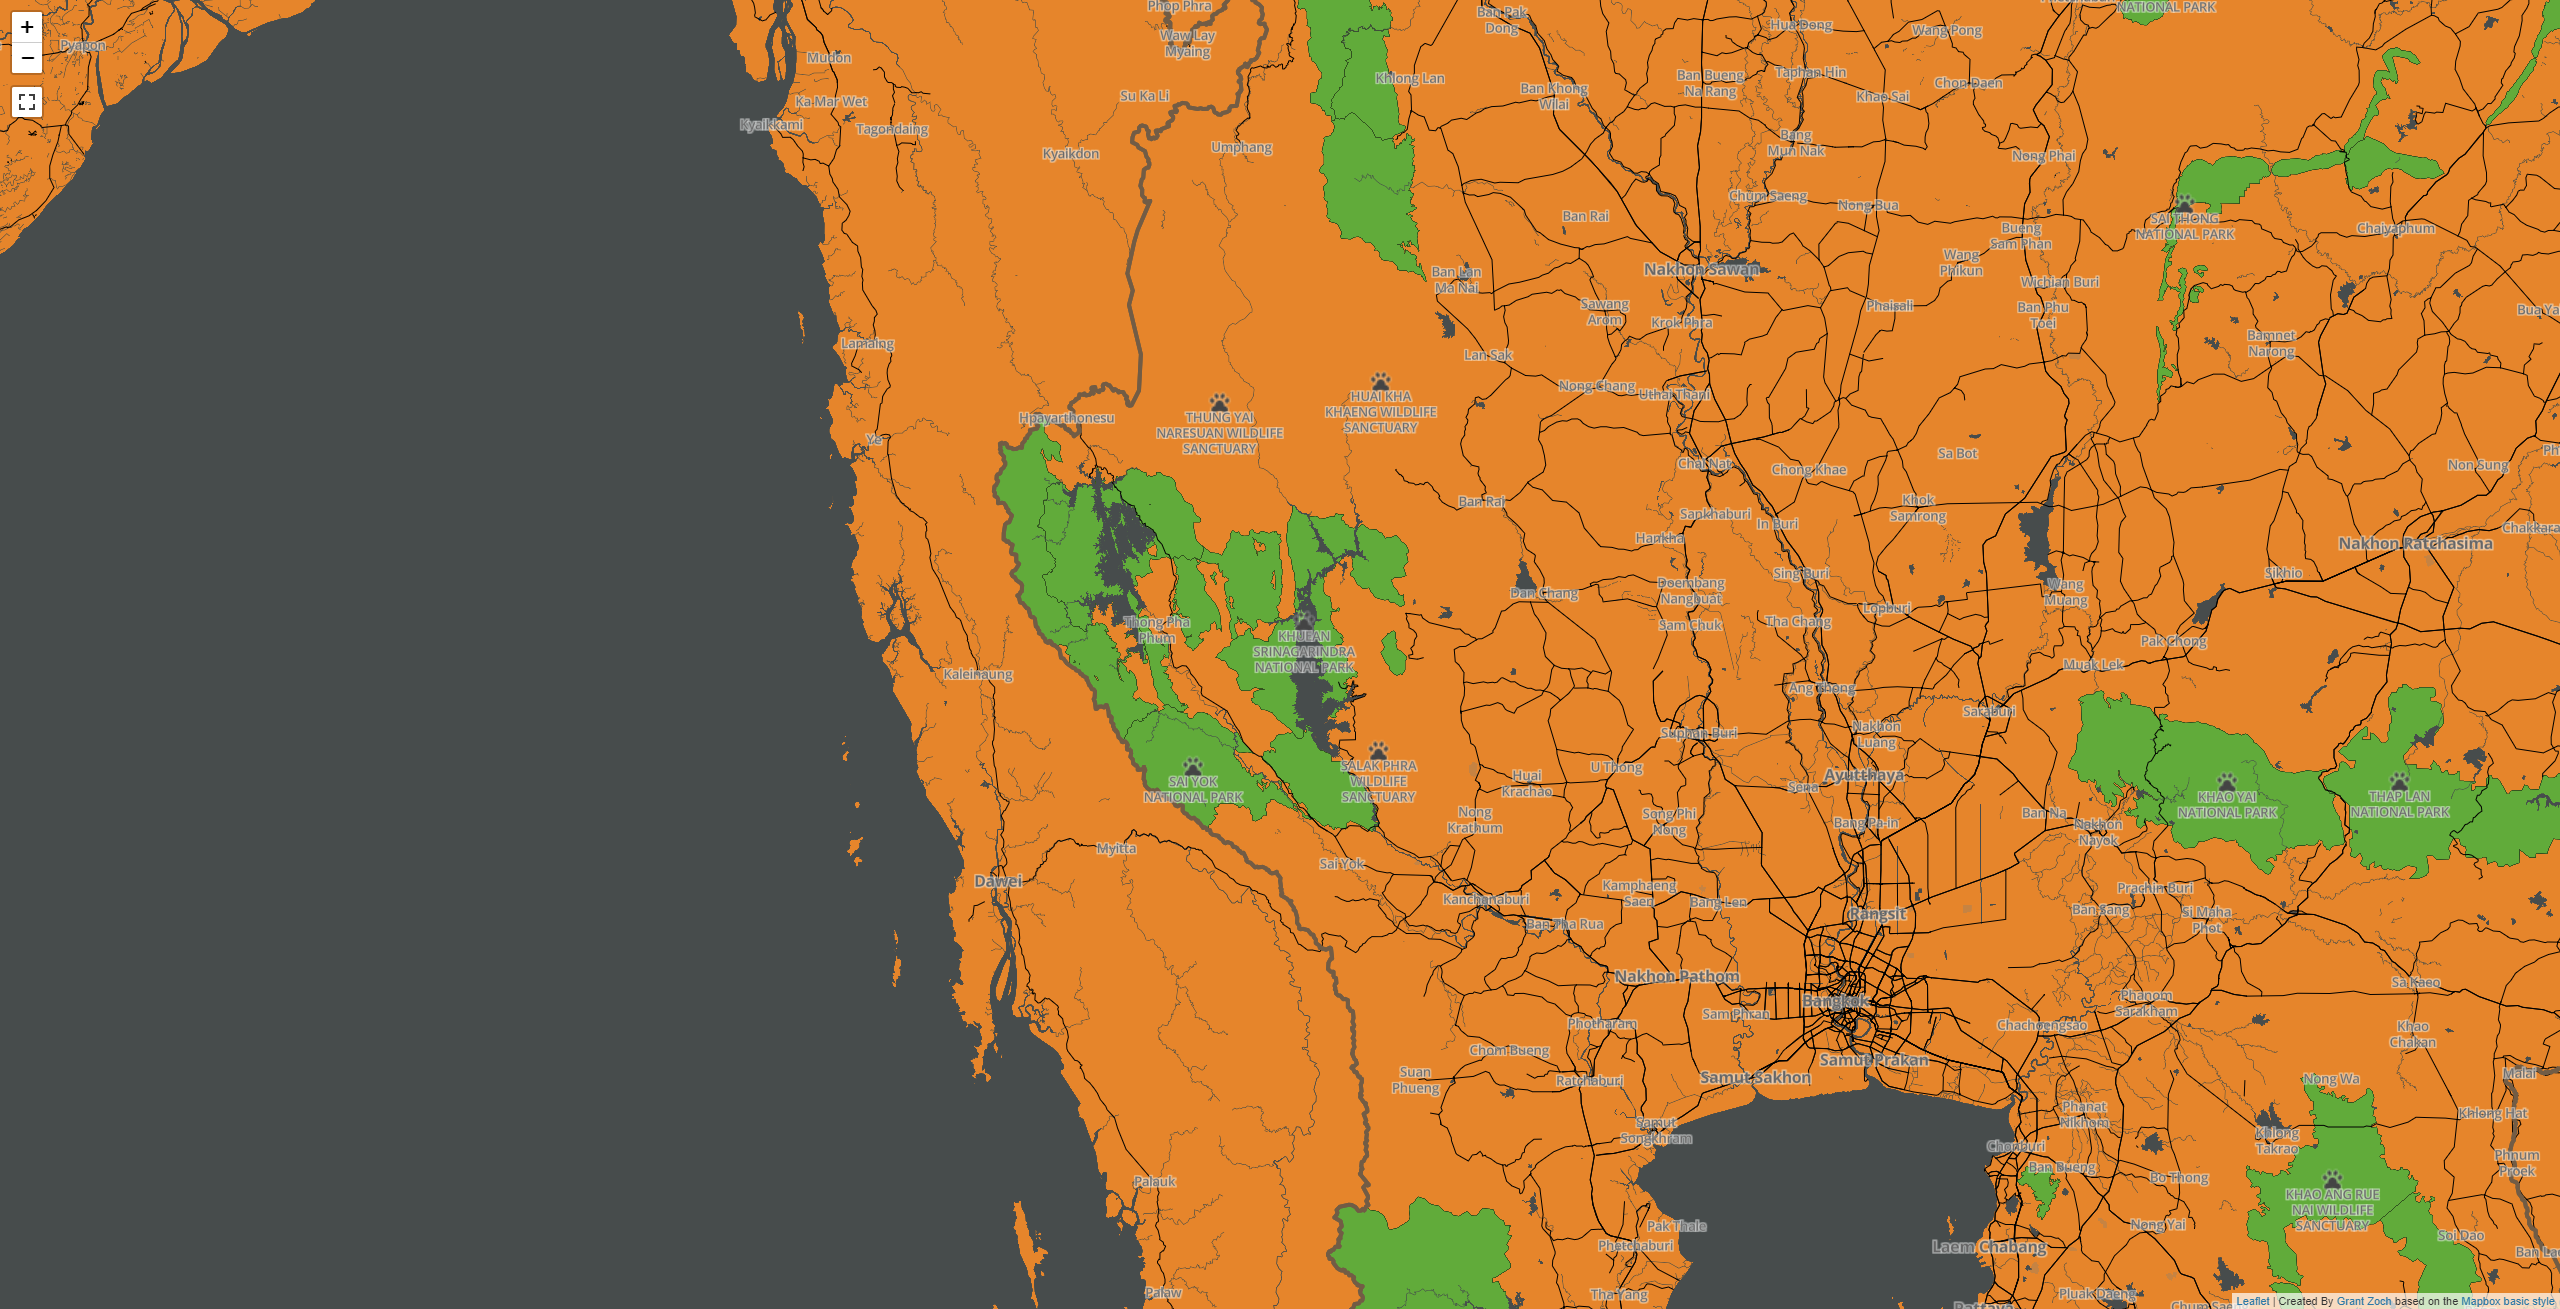 +
−
Pyapon
Mudon
Ka Mar Wet
Kyaikkami
Tagondaing
Phop Phra
Waw Lay
Myaing
Su Ka Li
Kyaikdon
Umphang
Khlong Lan
Ban Pak
Dong
Ban Khong
Wilai
Hua Dong
Ban Bueng
Na Rang
Taphan Hin
Wang Pong
Khao Sai
Chon Daen
NATIONAL PARK
Bang
Mun Nak
Nong Phai
Chum Saeng
Nong Bua
Ban Rai
Bueng
Sam Phan
SAI THONG
NATIONAL PARK
Chaiyaphum
Ban Lan
Ma Nai
Nakhon Sawan
Wang
Phikun
Wichian Buri
Sawang
Arom
Krok Phra
Phaisali
Ban Phu
Toei
Bua Ya
Bamnet
Narong
Lamaing
Lan Sak
Nong Chang
Uthai Thani
HUAI KHA
KHAENG WILDLIFE
SANCTUARY
THUNG YAI
NARESUAN WILDLIFE
SANCTUARY
Hpayarthonesu
Ye
Chai Nat
Chong Khae
Sa Bot
Non Sung
Ph
Ban Rai
Sankhaburi
In Buri
Khok
Samrong
Chakkara
Hankha
Nakhon Ratchasima
Sing Buri
Sikhio
Dan Chang
Doembang
Nangbuat
Wang
Muang
Lopburi
Sam Chuk
Tha Chang
Pak Chong
Thong Pha
Phum
KHUEAN
SRINAGARINDRA
NATIONAL PARK
Muak Lek
Kaleinaung
Ang Thong
Saraburi
Suphan Buri
Nakhon
Luang
SAI YOK
NATIONAL PARK
SALAK PHRA
WILDLIFE
SANCTUARY
Huai
Krachao
U Thong
Ayutthaya
Sena
KHAO YAI
NATIONAL PARK
THAP LAN
NATIONAL PARK
Nong
Krathum
Song Phi
Nong
Bang Pa-in
Ban Na
Nakhon
Nayok
Myitta
Sai Yok
Dawei
Kanchanaburi
Kamphaeng
Saen
Bang Len
Prachin Buri
Ban Tha Rua
Rangsit
Ban Sang
Si Maha
Phot
Nakhon Pathom
Sa Kaeo
Bangkok
Sam Phran
Phanom
Sarakham
Photharam
Chachoengsao
Khao
Chakan
Chom Bueng
Samut Prakan
Suan
Phueng
Ratchaburi
Samut Sakhon
Nong Wa
Malai
Phanat
Nikhom
Khlong Hat
Samut
Songkhram
Khlong
Takrao
Chonburi
Ban Bueng
Bo Thong
Phnum
Proek
Palauk
KHAO ANG RUE
NAI WILDLIFE
SANCTUARY
Pak Thale
Nong Yai
Phetchaburi
Laem Chabang
Soi Dao
Ban Lae
Palaw
Tha Yang
Pluak Daeng
Pattaya
Chum Sae
Leaflet | Created By Grant Zoch based on the Mapbox basic style